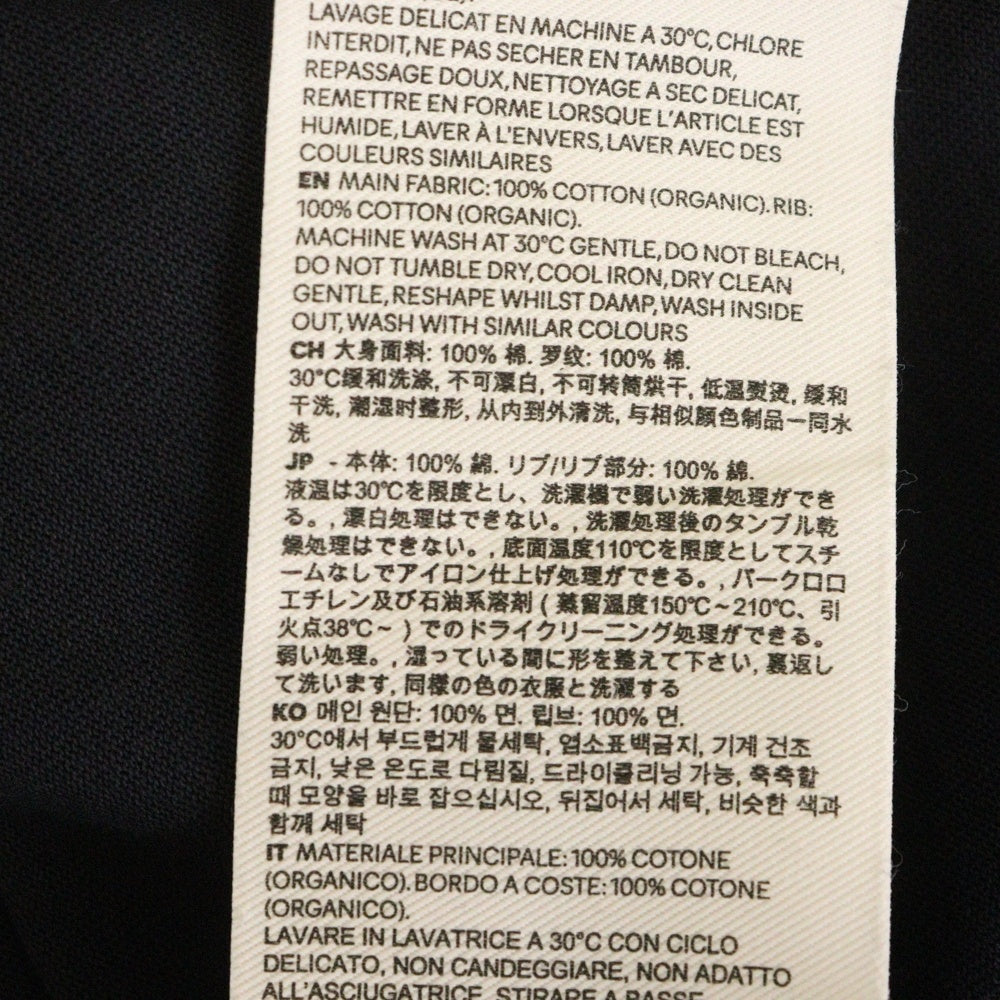 LAVAGE DELICAT EN MACHINE A 30°C, CHLORE
INTERDIT, NE PAS SECHER EN TAMBOUR,
REPASSAGE DOUX, NETTOYAGE A SEC DELICAT,
REMETTRE EN FORME LORSQUE L'ARTICLE EST
HUMIDE, LAVER À L'ENVERS, LAVER AVEC DES
COULEURS SIMILAIRES
EN MAIN FABRIC: 100% COTTON (ORGANIC). RIB:
100% COTTON (ORGANIC).
MACHINE WASH AT 30°C GENTLE, DO NOT BLEACH,
DO NOT TUMBLE DRY, COOL IRON, DRY CLEAN
GENTLE, RESHAPE WHILST DAMP, WASH INSIDE
OUT, WASH WITH SIMILAR COLOURS
CH 大身面料: 100% 棉. 罗纹: 100% 棉.
30°C缓和洗涤, 不可漂白, 不可转筒烘干, 低温熨烫, 缓和
干洗, 潮湿时整形, 从内到外清洗, 与相似颜色制品一同水
洗
JP - 本体: 100% 綿. リブ/リブ部分: 100% 綿.
液温は30℃を限度とし、洗濯機で弱い洗濯処理ができ
る。, 漂白処理はできない。, 洗濯処理後のタンブル乾
燥処理はできない。, 底面温度110℃を限度としてスチ
ームなしでアイロン仕上げ処理ができる。, パークロロ
エチレン及び石油系溶剤 ( 蒸留温度150℃～210℃、引
火点38℃～ ) でのドライクリーニング処理ができる。
弱い処理。, 湿っている間に形を整えて下さい, 裏返し
て洗います, 同様の色の衣服と洗濯する
KO 메인 원단: 100% 면. 립브: 100% 면.
30°C에서 부드럽게 물세탁, 염소표백금지, 기계 건조
금지, 낮은 온도로 다림질, 드라이클리닝 가능, 축축할
때 모양을 바로 잡으십시오, 뒤집어서 세탁, 비슷한 색과
함께 세탁
IT MATERIALE PRINCIPALE: 100% COTONE
(ORGANICO). BORDO A COSTE: 100% COTONE
(ORGANICO).
LAVARE IN LAVATRICE A 30°C CON CICLO
DELICATO, NON CANDEGGIARE, NON ADATTO
ALL'ASCIUGATRICE, STIRARE A BASSE